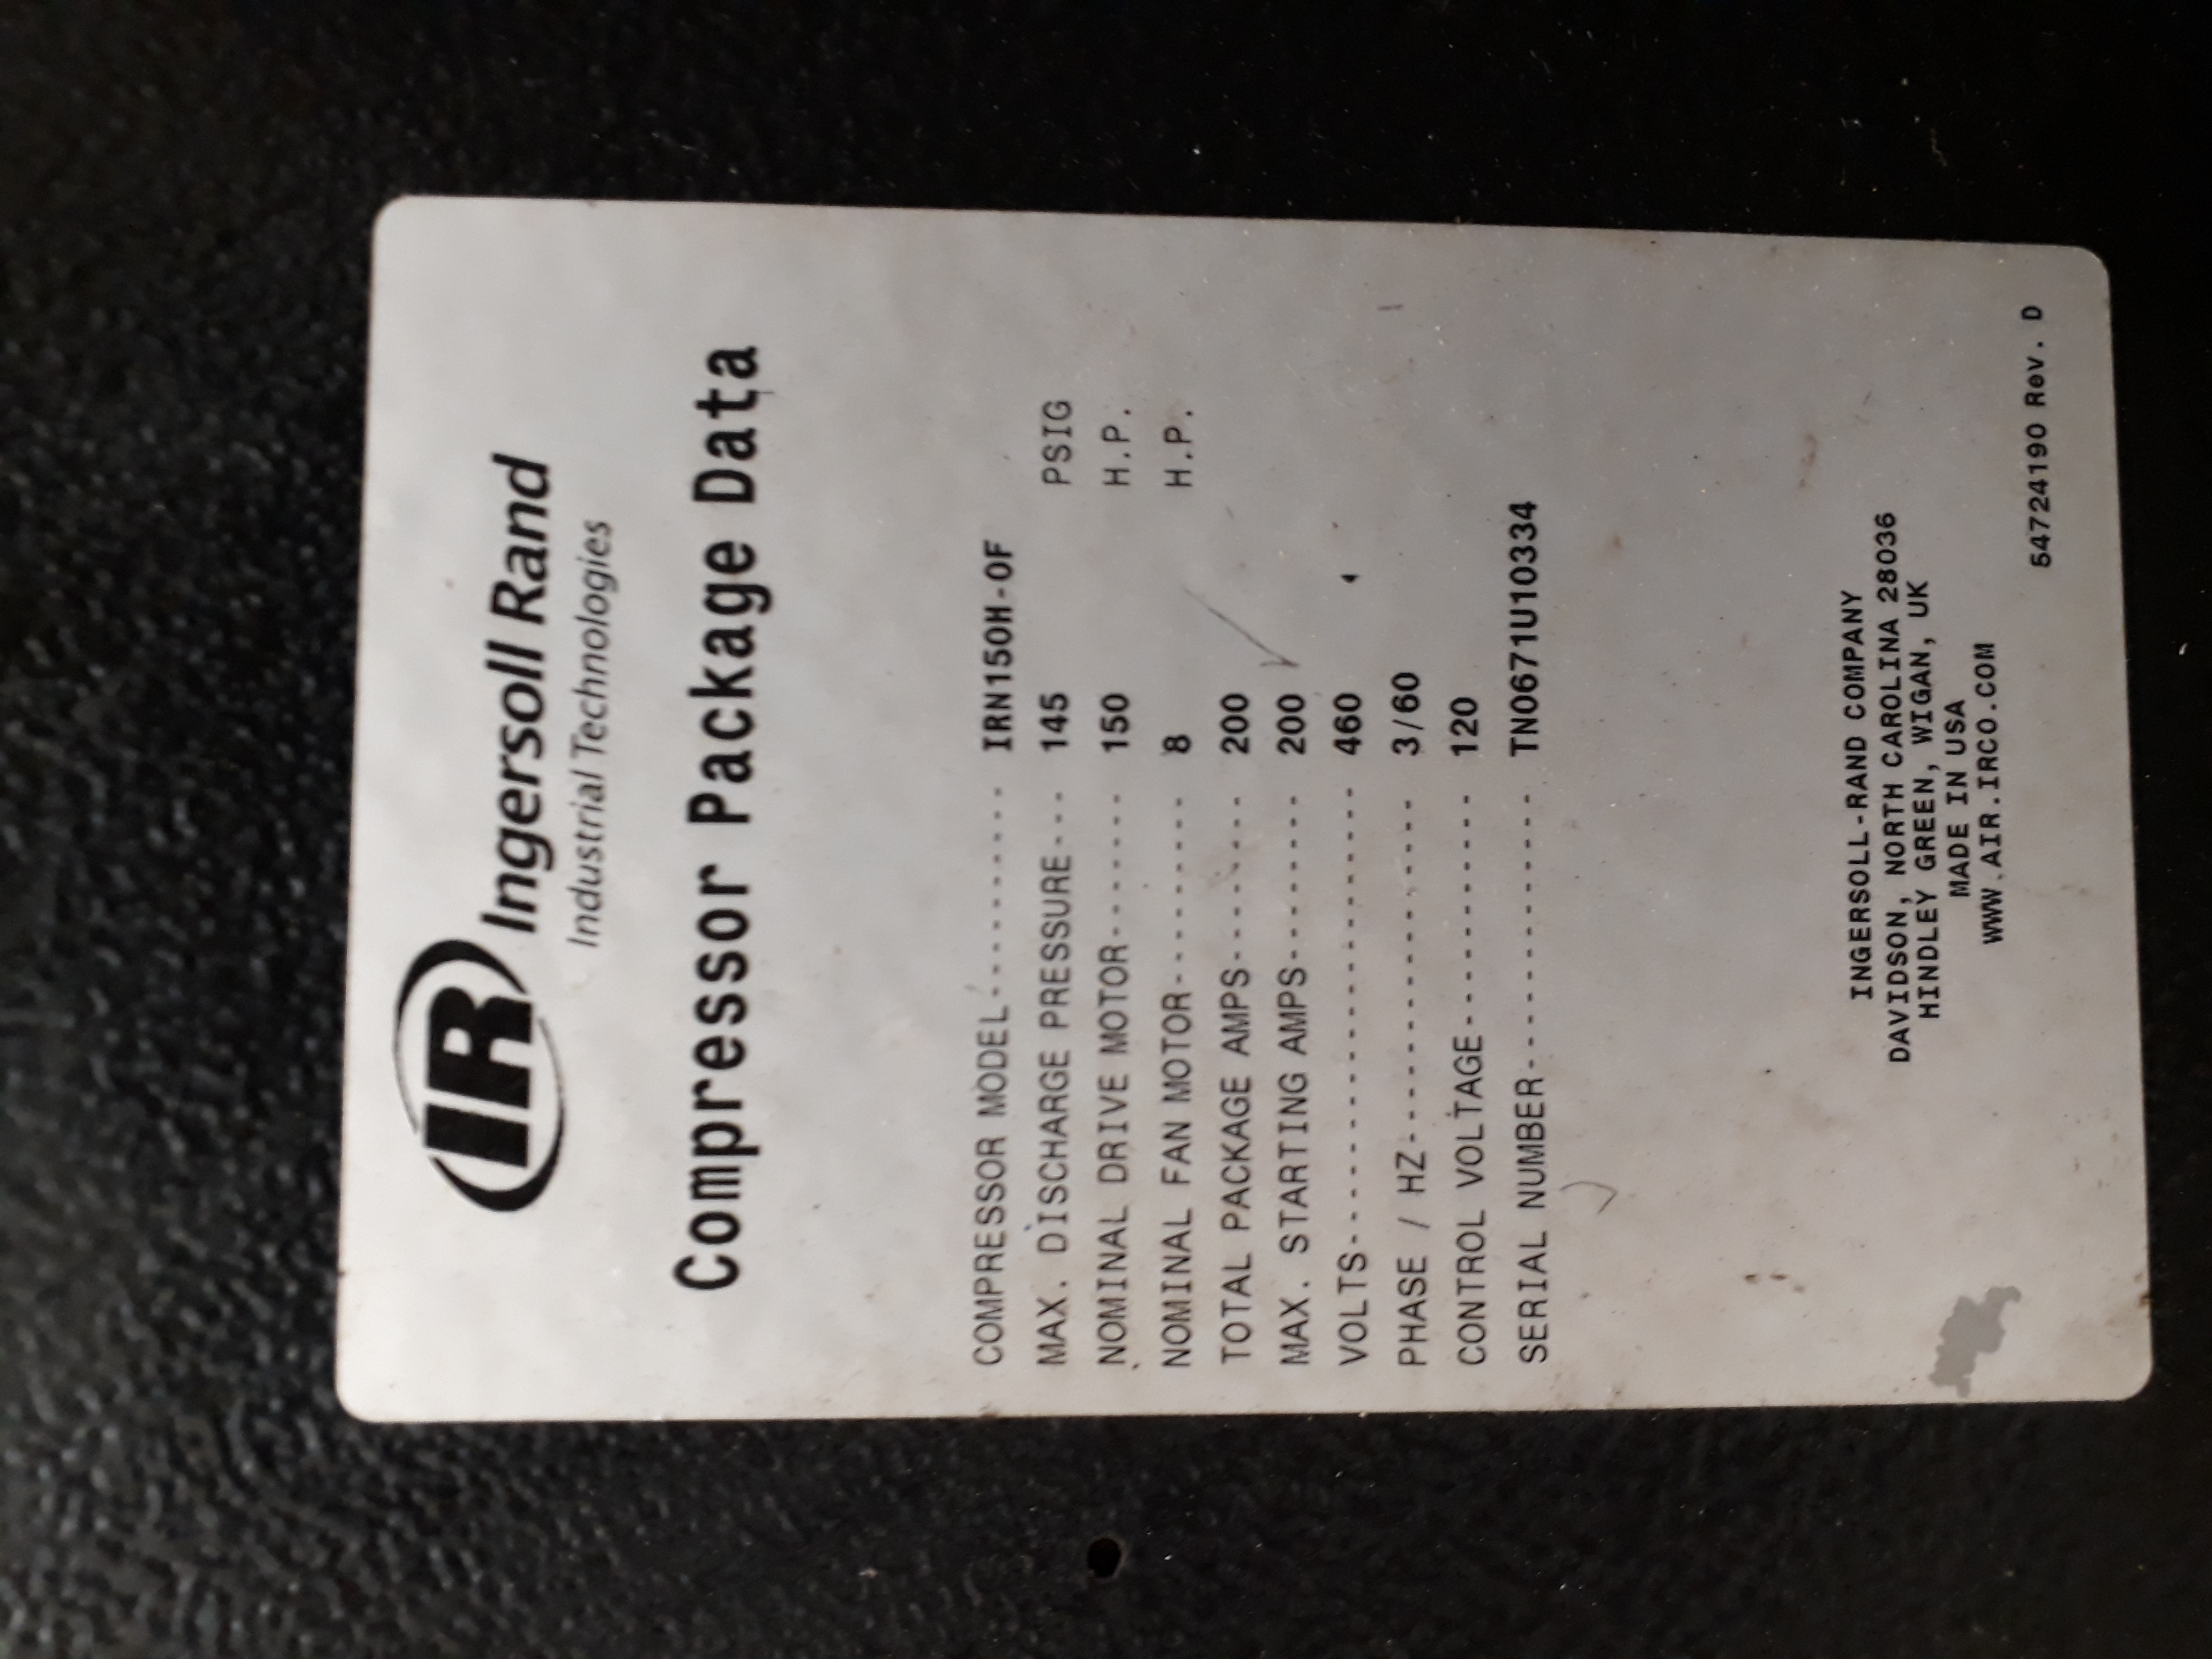 IR Ingersoll Rand
Industrial Technologies
Compressor Package Data
COMPRESSOR MODEL---------- IRN150H-OF
MAX. DISCHARGE PRESSURE--- 145 PSIG
NOMINAL DRIVE MOTOR------- 150 H.P.
NOMINAL FAN MOTOR--------- 8 H.P.
TOTAL PACKAGE AMPS-------- 200
MAX. STARTING AMPS-------- 200
VOLTS--------------------- 460
PHASE / HZ---------------- 3/60
CONTROL VOLTAGE----------- 120
SERIAL NUMBER------------- TN0671U10334
INGERSOLL-RAND COMPANY
DAVIDSON, NORTH CAROLINA 28036
HINDLEY GREEN, WIGAN, UK
MADE IN USA
WWW.AIR.IRCO.COM
54724190 Rev. D